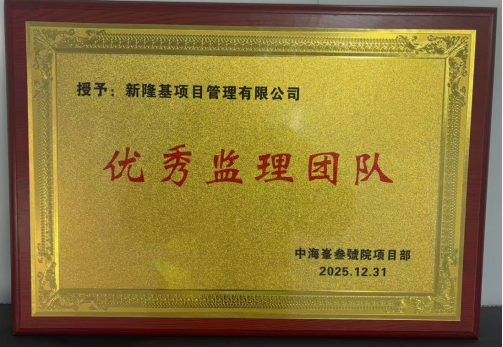 授予：新隆基项目管理有限公司
优秀监理团队
中海峯叁號院项目部
2025.12.31